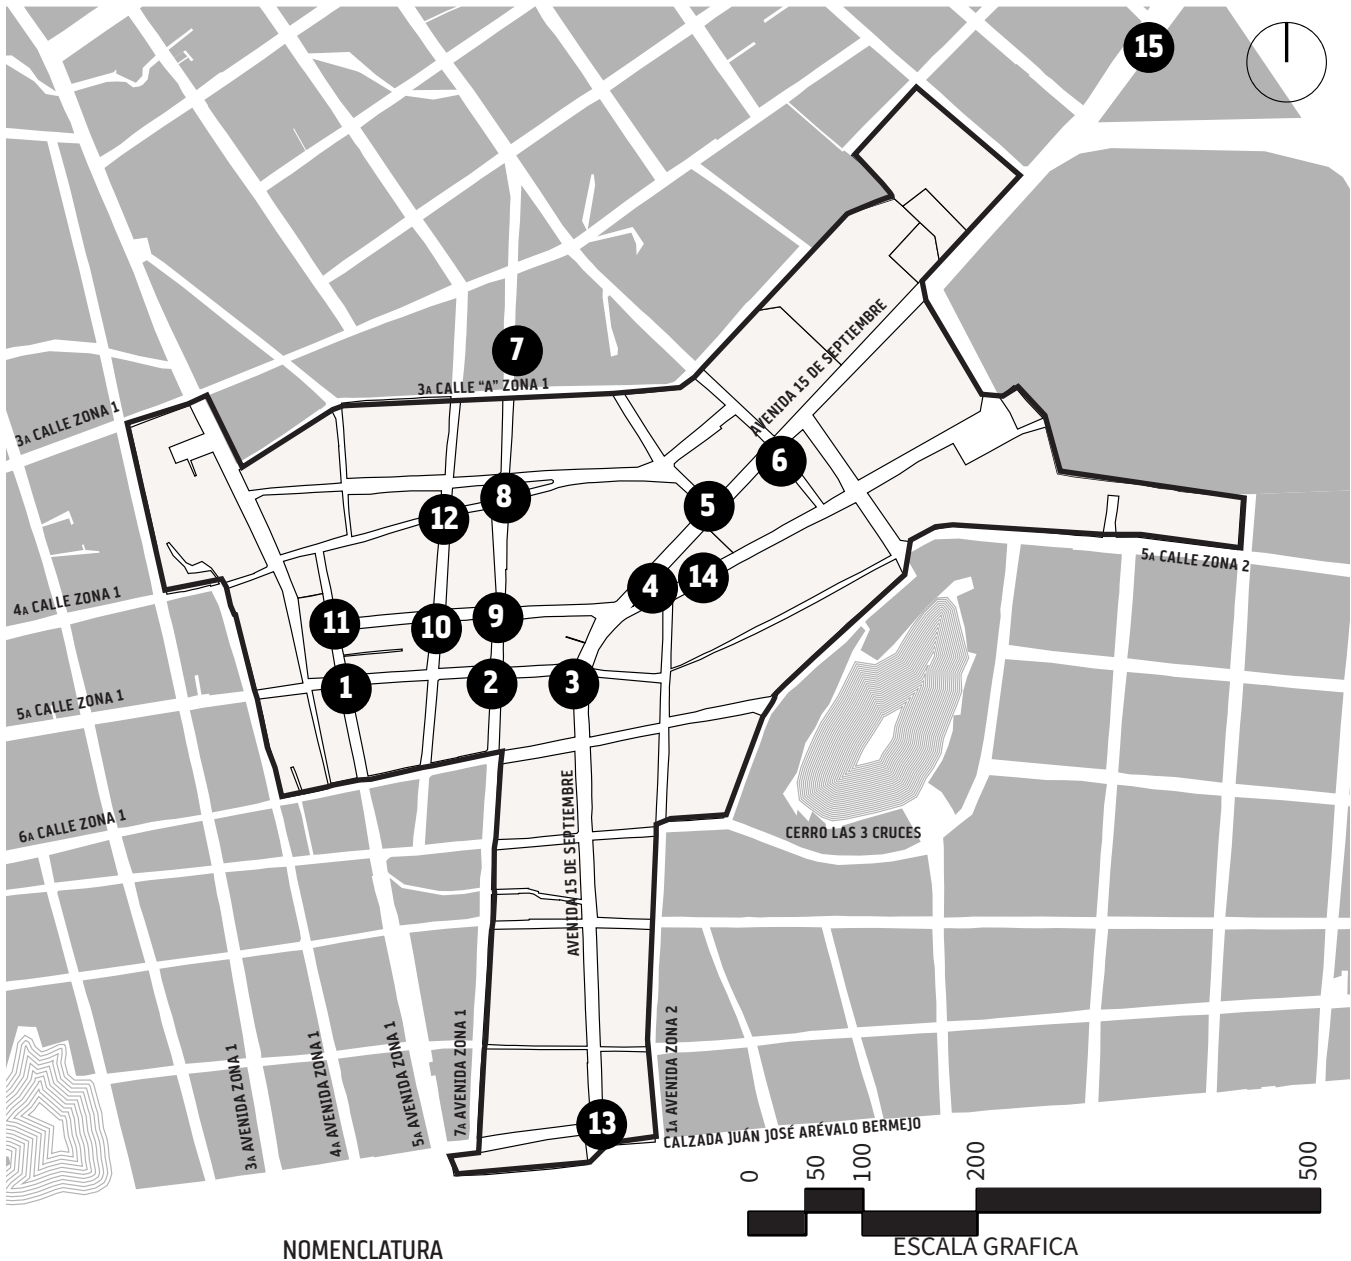 15
7
3A CALLE "A" ZONA 1
AVENIDA 15 DE SEPTIEMBRE
3A CALLE ZONA 1
6
8
5
12
5A CALLE ZONA 2
14
4
4A CALLE ZONA 1
9
11
10
1
2
3
5A CALLE ZONA 1
AVENIDA 15 DE SEPTIEMBRE
6A CALLE ZONA 1
CERRO LAS 3 CRUCES
3A AVENIDA ZONA 1
4A AVENIDA ZONA 1
5A AVENIDA ZONA 1
7A AVENIDA ZONA 1
1A AVENIDA ZONA 2
13
CALZADA JUÁN JOSÉ ARÉVALO BERMEJO
0 50 100 200 500
ESCALA GRAFICA
NOMENCLATURA